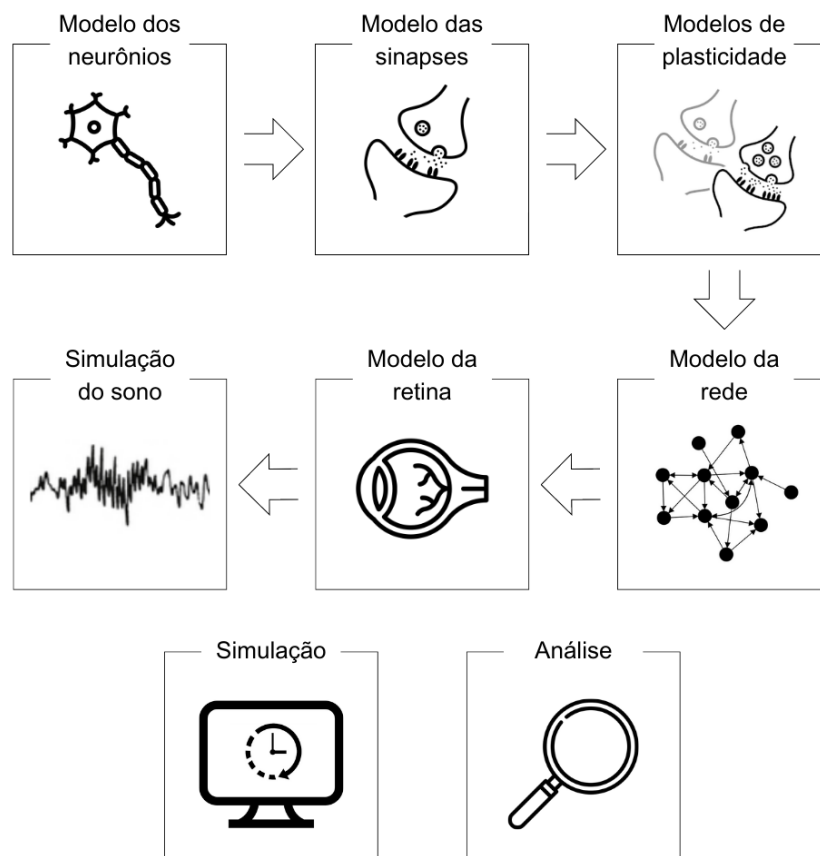 Modelo dos
neurônios
Modelo das
sinapses
Modelos de
plasticidade
Simulação
do sono
Modelo da
retina
Modelo da
rede
Simulação
Análise